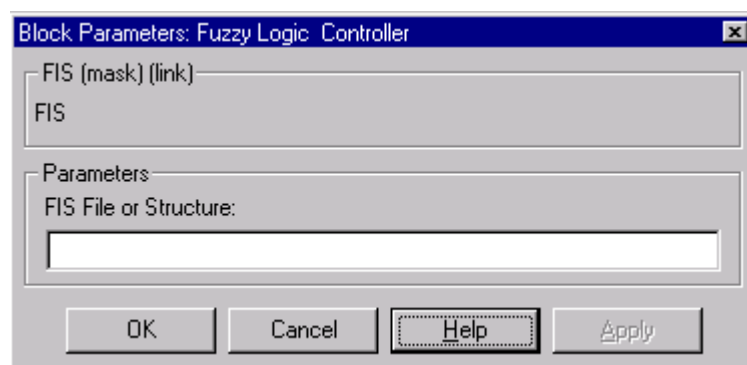 Block Parameters: Fuzzy Logic  Controller
FIS (mask) (link)
FIS
Parameters
FIS File or Structure:
OK Cancel Help Apply